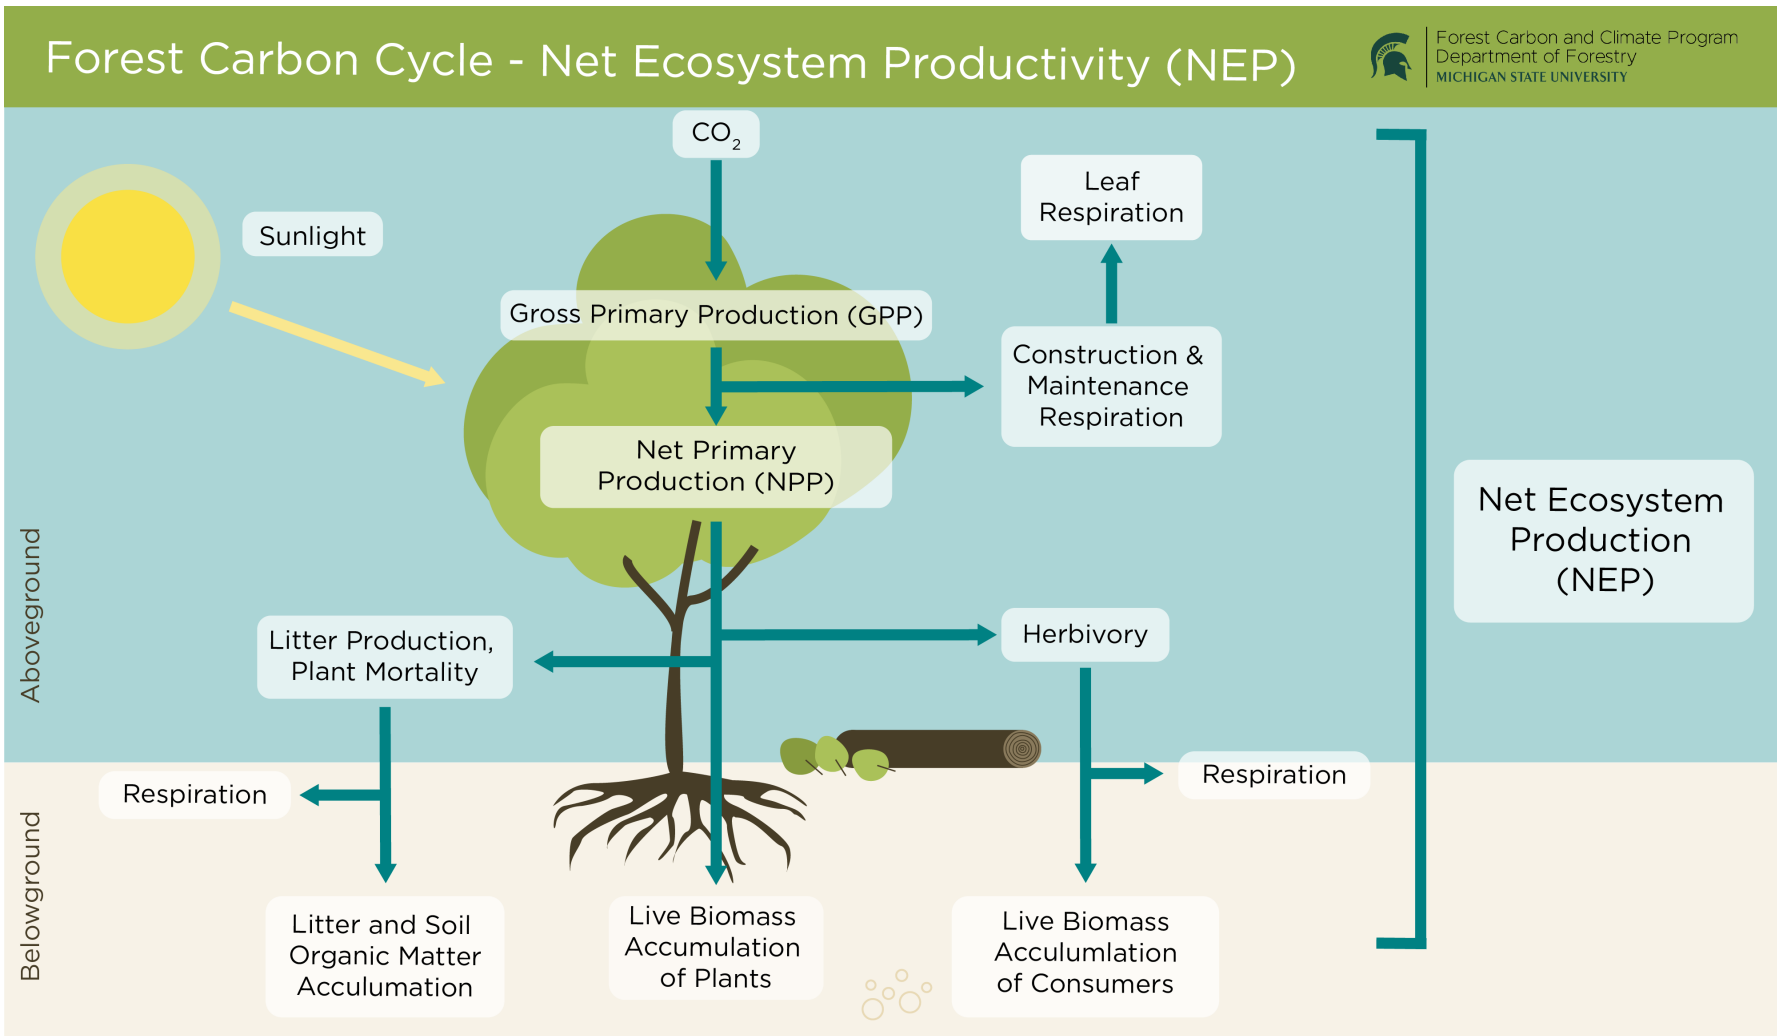 Forest Carbon Cycle - Net Ecosystem Productivity (NEP)
Forest Carbon and Climate Program
Department of Forestry
MICHIGAN STATE UNIVERSITY
CO2
Sunlight
Leaf
Respiration
Gross Primary Production (GPP)
Construction &
Maintenance
Respiration
Net Primary
Production (NPP)
Net Ecosystem
Production
(NEP)
Aboveground
Litter Production,
Plant Mortality
Herbivory
Respiration
Respiration
Belowground
Litter and Soil
Organic Matter
Acculumation
Live Biomass
Accumulation
of Plants
Live Biomass
Acculumlation
of Consumers